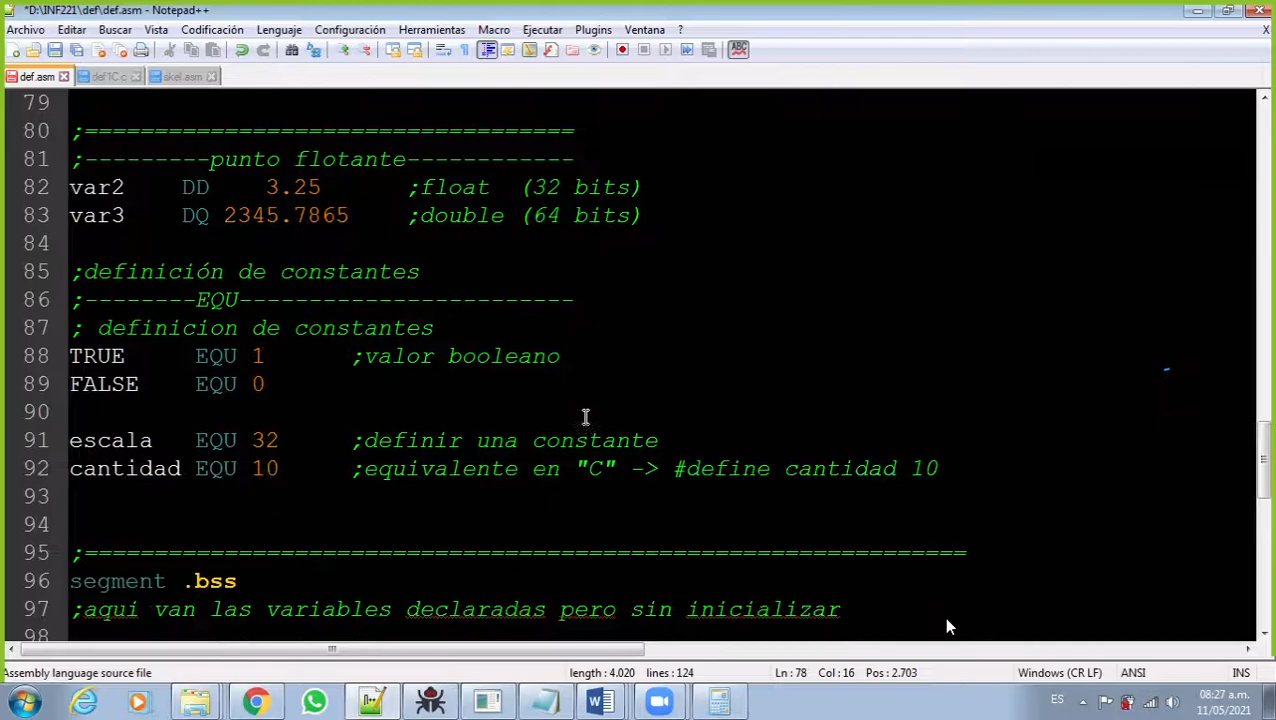 *D:\INF221\def\def.asm - Notepad++
Archivo Editar Buscar Vista Codificación Lenguaje Configuración Herramientas Macro Ejecutar Plugins Ventana ? X
ABC
def.asm def1C.c skel.asm
79
80 ;===================================
81 ;---------punto flotante------------
82 var2 DD 3.25 ;float (32 bits)
83 var3 DQ 2345.7865 ;double (64 bits)
84
85 ;definición de constantes
86 ;--------EQU------------------------
87 ; definicion de constantes
88 TRUE EQU 1 ;valor booleano
89 FALSE EQU 0
90
91 escala EQU 32 ;definir una constante
92 cantidad EQU 10 ;equivalente en "C" -> #define cantidad 10
93
94
95 ;===============================================================
96 segment .bss
97 ;aqui van las variables declaradas pero sin inicializar
98
Assembly language source file length : 4.020 lines : 124 Ln : 78 Col : 16 Pos : 2.703 Windows (CR LF) ANSI INS
ES 08:27 a.m.
11/05/2021